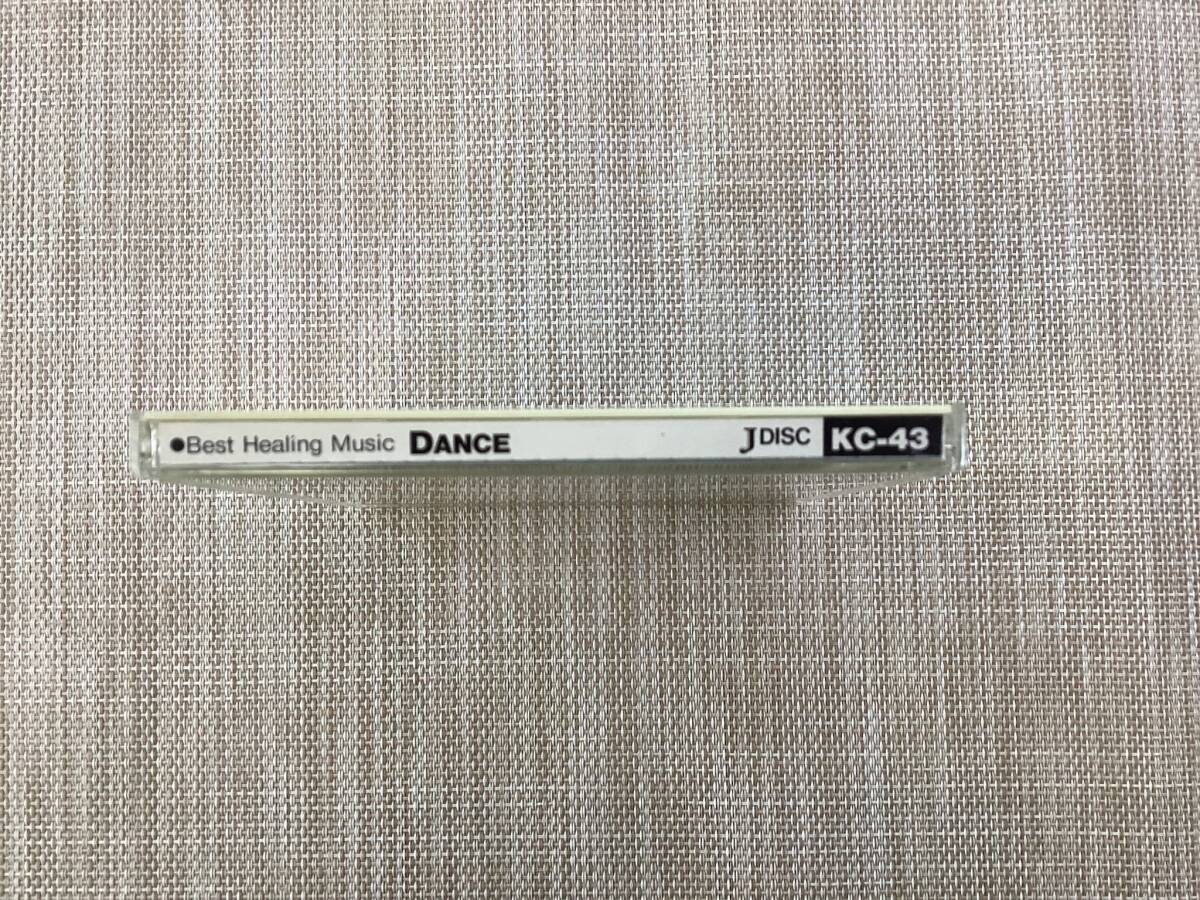 ●Best Healing Music DANCE JDISC KC-43